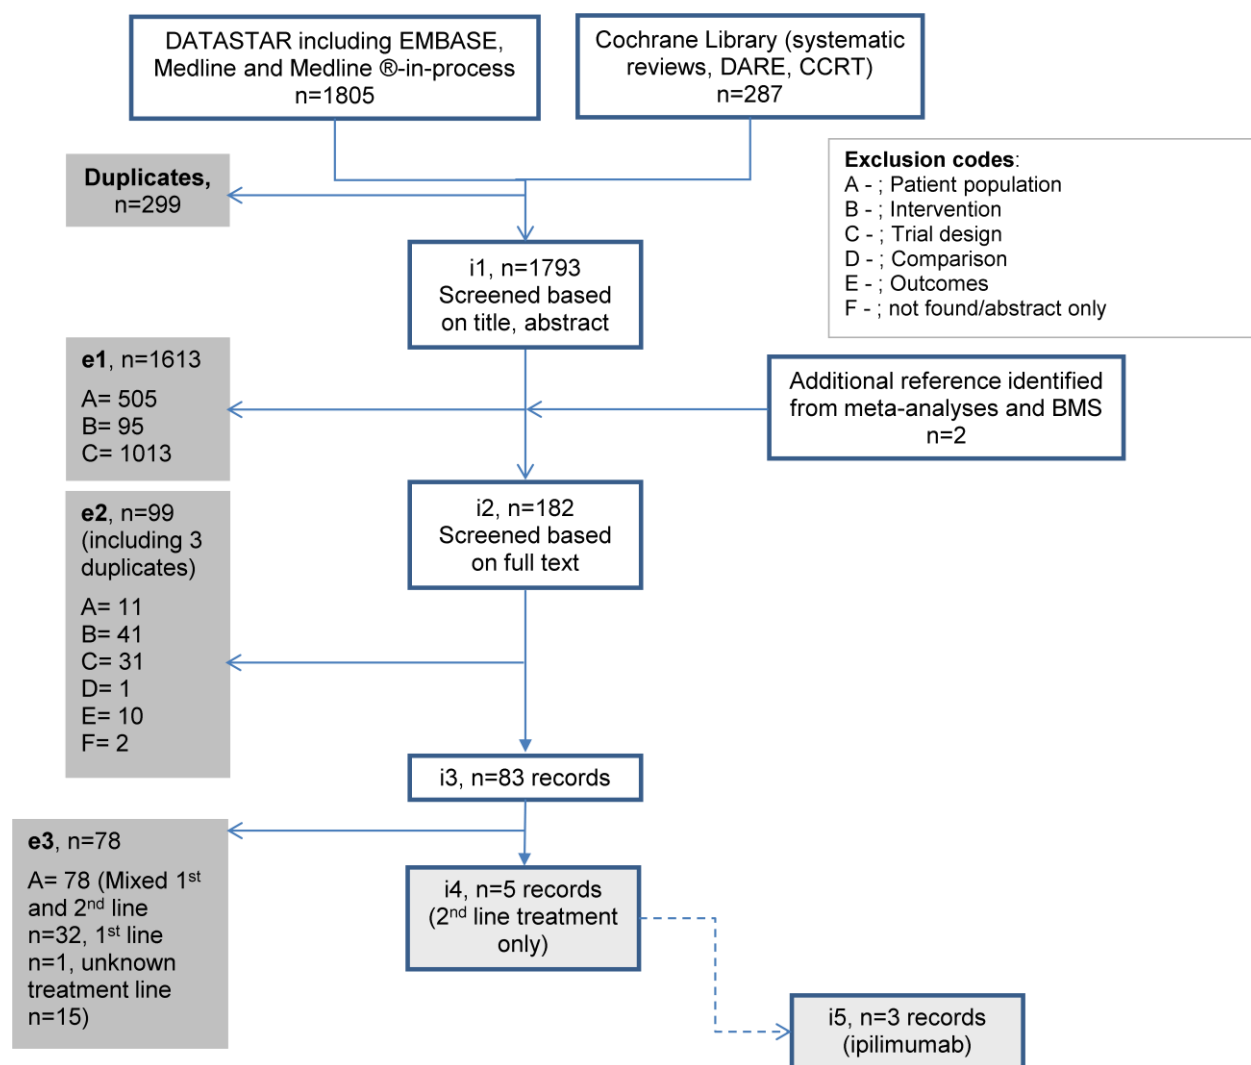 DATASTAR including EMBASE,
Medline and Medline ®-in-process
n=1805
Cochrane Library (systematic
reviews, DARE, CCRT)
n=287
Duplicates,
n=299
Exclusion codes:
A - ; Patient population
B - ; Intervention
C - ; Trial design
D - ; Comparison
E - ; Outcomes
F - ; not found/abstract only
i1, n=1793
Screened based
on title, abstract
e1, n=1613
A= 505
B= 95
C= 1013
Additional reference identified
from meta-analyses and BMS
n=2
i2, n=182
Screened based
on full text
e2, n=99
(including 3
duplicates)
A= 11
B= 41
C= 31
D= 1
E= 10
F= 2
i3, n=83 records
e3, n=78
A= 78 (Mixed 1st
and 2nd line
n=32, 1st line
n=1, unknown
treatment line
n=15)
i4, n=5 records
(2nd line treatment
only)
i5, n=3 records
(ipilimumab)